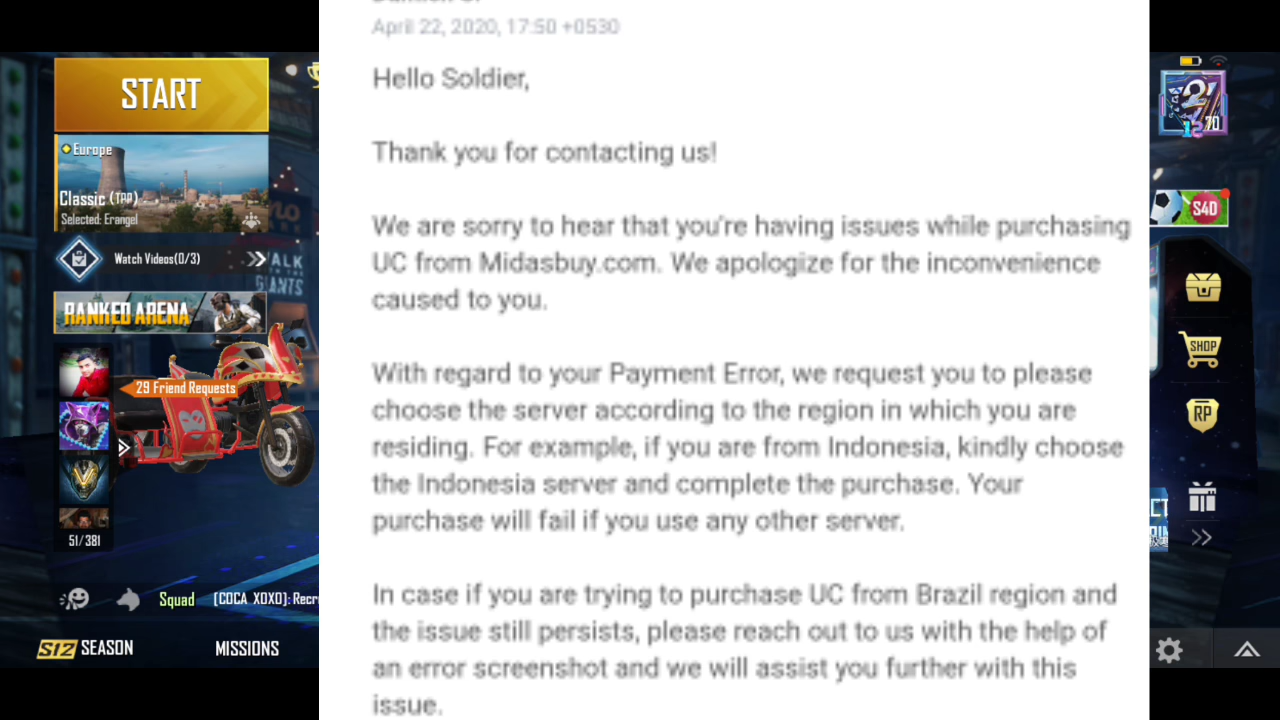 START
Europe
Classic (TPP)
Selected: Erangel
Watch Videos(0/3)
RANKED ARENA
29 Friend Requests
51/381
Squad
[COCA_XOXO]: Recru
S12 SEASON
MISSIONS
WALK
GIANTS
April 22, 2020, 17:50 +0530
Hello Soldier,
Thank you for contacting us!
We are sorry to hear that you're having issues while purchasing
UC from Midasbuy.com. We apologize for the inconvenience
caused to you.
With regard to your Payment Error, we request you to please
choose the server according to the region in which you are
residing. For example, if you are from Indonesia, kindly choose
the Indonesia server and complete the purchase. Your
purchase will fail if you use any other server.
In case if you are trying to purchase UC from Brazil region and
the issue still persists, please reach out to us with the help of
an error screenshot and we will assist you further with this
issue.
70
12
S4D
SHOP
RP